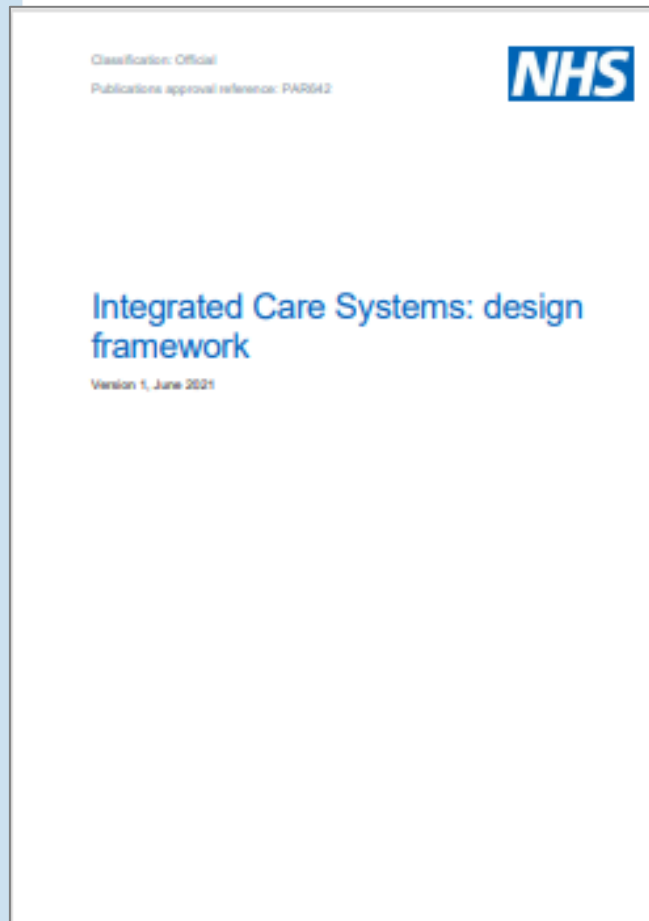 Classification: Official
Publications approval reference: PAR642
NHS
Integrated Care Systems: design
framework
Version 1, June 2021